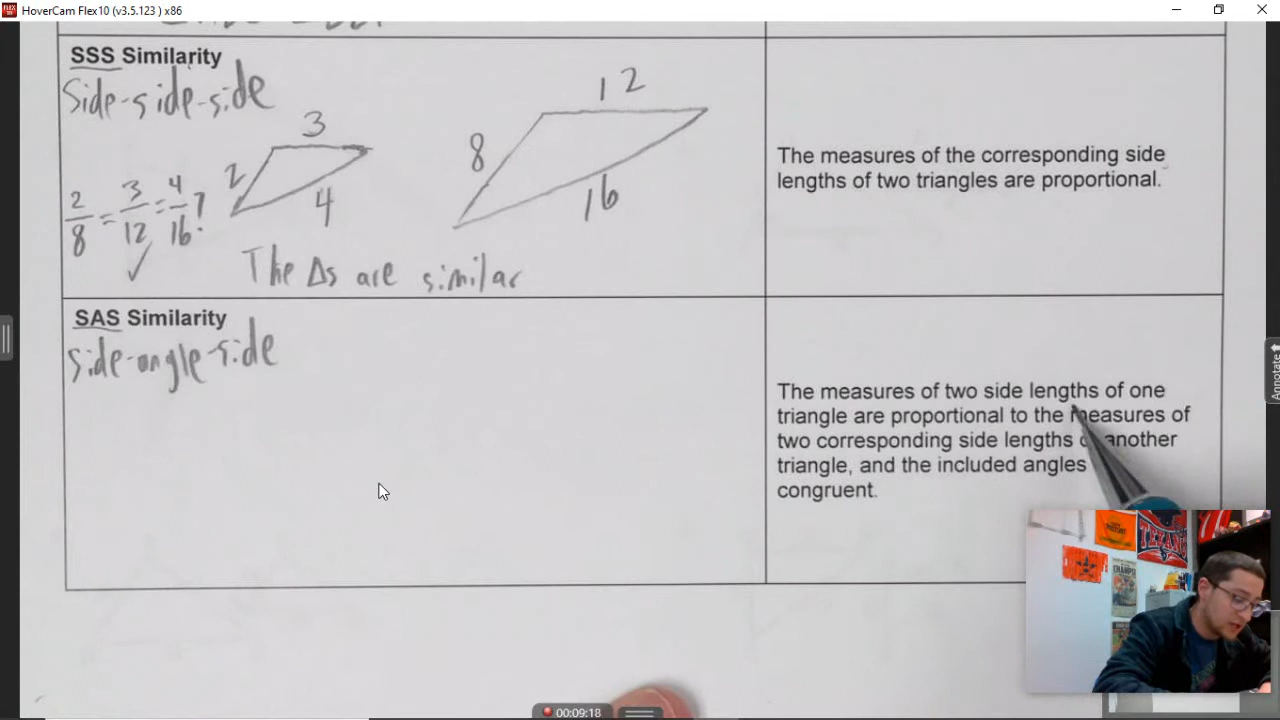 HoverCam Flex10 (v3.5.123) x86
SSS Similarity
Side-side-side
3
12
2
8
4
16
2/8 = 3/12 = 4/16 ?
✓
The Δs are similar
The measures of the corresponding side
lengths of two triangles are proportional.
SAS Similarity
side-angle-side
The measures of two side lengths of one
triangle are proportional to the measures of
two corresponding side lengths another
triangle, and the included angles
congruent.
Annotate
TEXANS
00:09:18